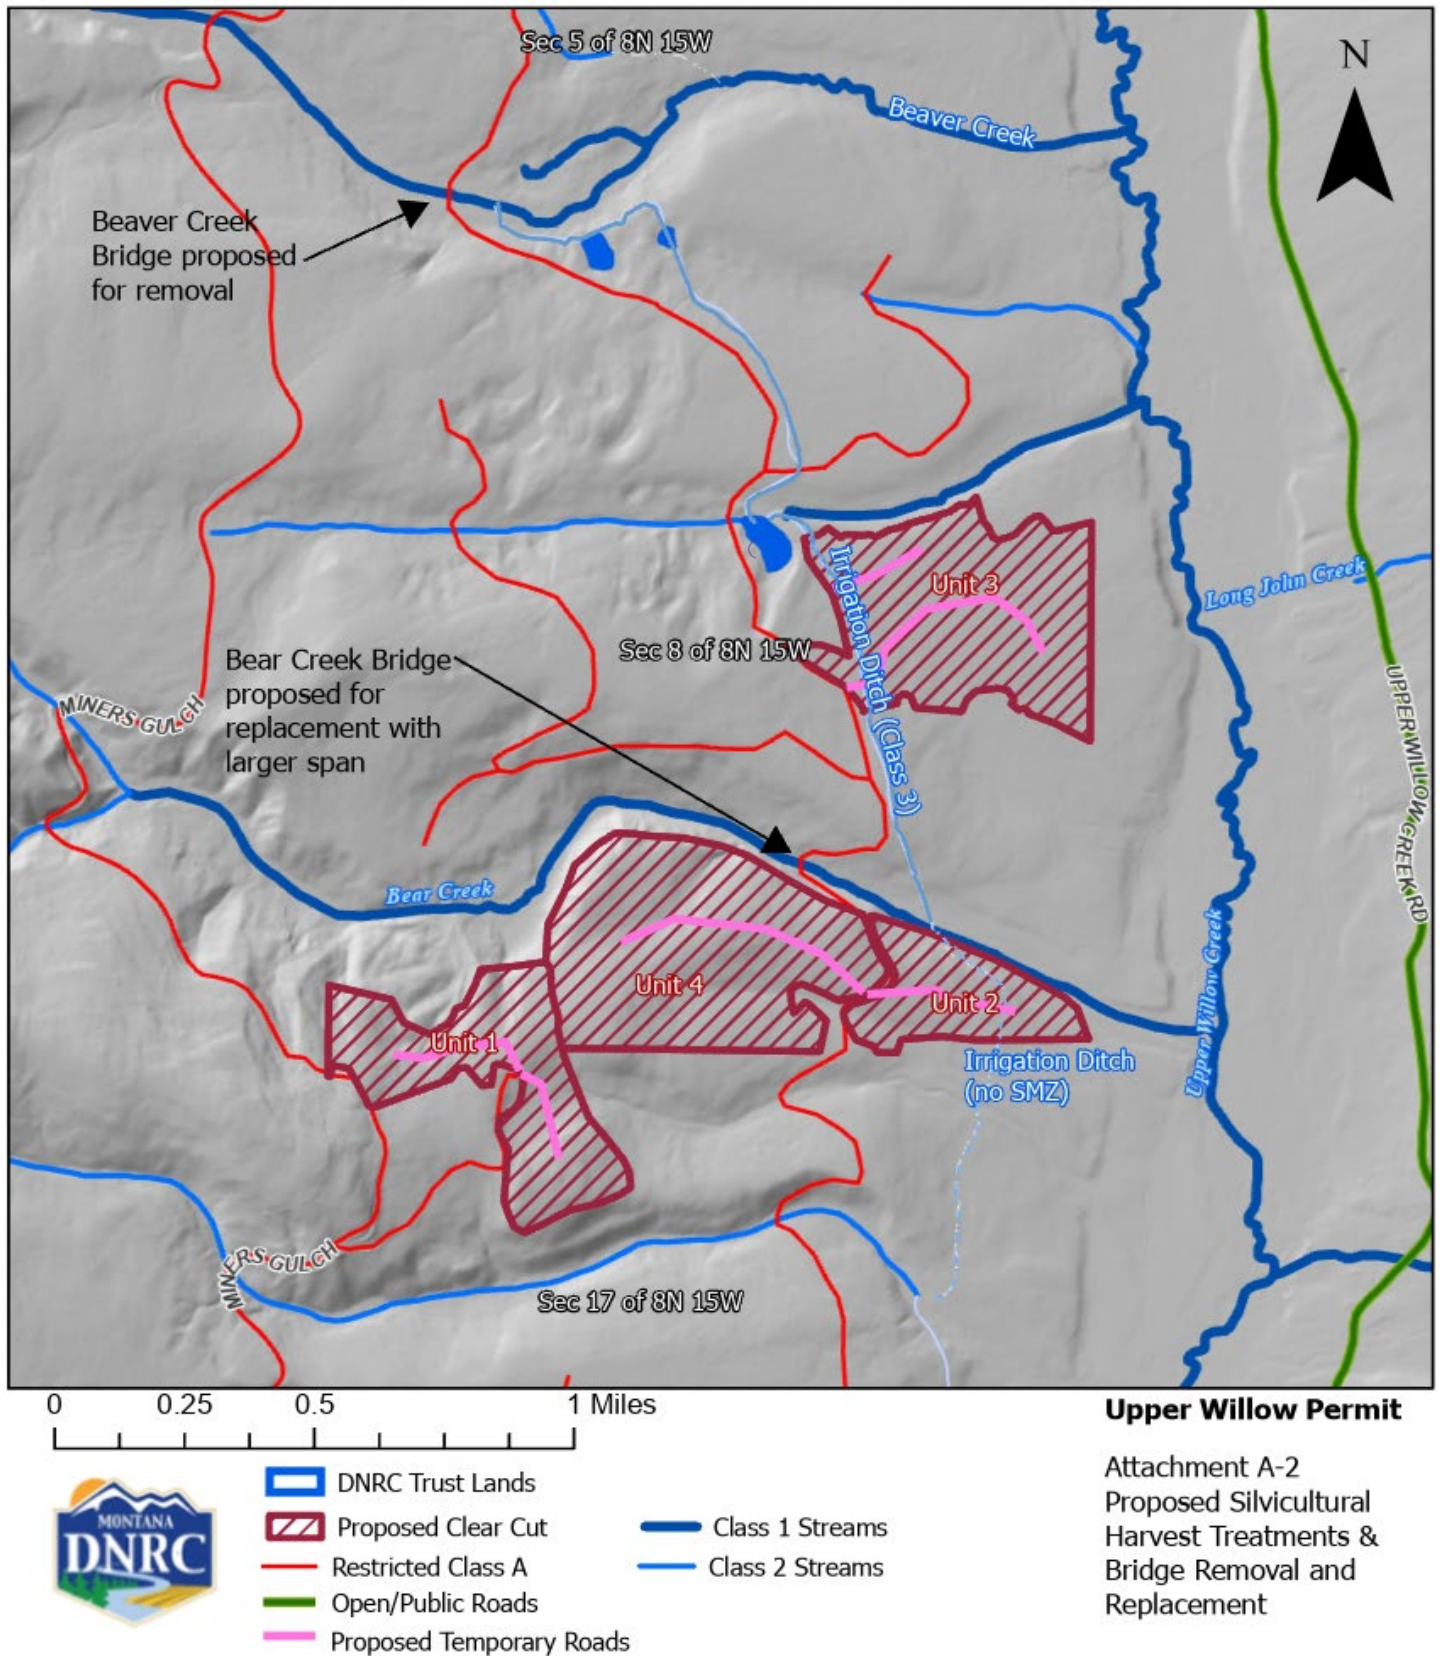 Sec 5 of 8N 15W
N
Beaver Creek
Beaver Creek
Bridge proposed
for removal
Irrigation Ditch (Class 3)
Unit 3
Long John Creek
Sec 8 of 8N 15W
Bear Creek Bridge
proposed for
replacement with
larger span
MINERS GULCH
UPPER WILLOW CREEK RD
Bear Creek
Upper Willow Creek
Unit 4
Unit 2
Unit 1
Irrigation Ditch
(no SMZ)
MINERS GULCH
Sec 17 of 8N 15W
0 0.25 0.5 1 Miles
MONTANA
DNRC
DNRC Trust Lands
Proposed Clear Cut
Restricted Class A
Open/Public Roads
Proposed Temporary Roads
Class 1 Streams
Class 2 Streams
Upper Willow Permit
Attachment A-2
Proposed Silvicultural
Harvest Treatments &
Bridge Removal and
Replacement